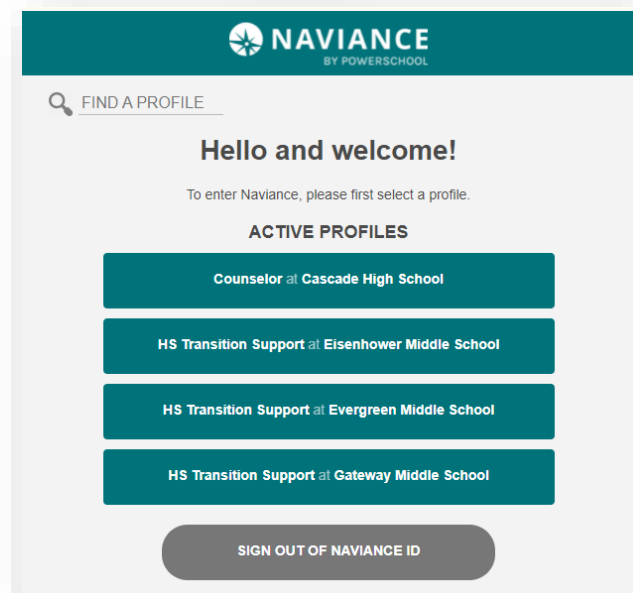 NAVIANCE
BY POWERSCHOOL
FIND A PROFILE
Hello and welcome!
To enter Naviance, please first select a profile.
ACTIVE PROFILES
Counselor at Cascade High School
HS Transition Support at Eisenhower Middle School
HS Transition Support at Evergreen Middle School
HS Transition Support at Gateway Middle School
SIGN OUT OF NAVIANCE ID